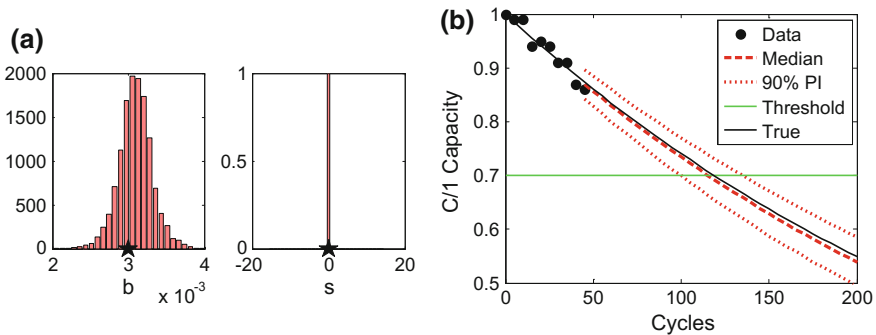 (a)
2000
1500
1000
500
0
2
3
4
b
x 10⁻³
1
0.5
0
-20
0
20
s
(b)
1
0.9
0.8
0.7
0.6
0.5
C/1 Capacity
0
50
100
150
200
Cycles
Data
Median
90% PI
Threshold
True